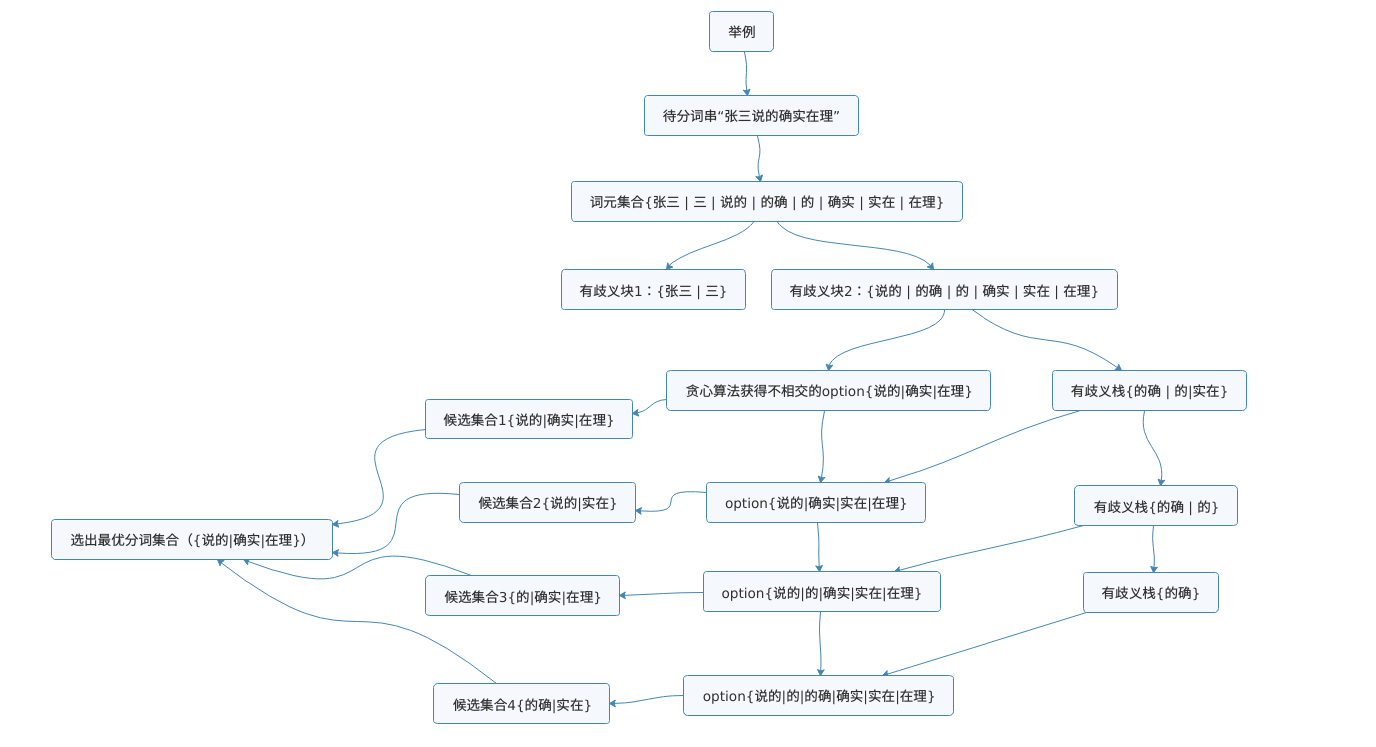 举例
待分词串“张三说的确实在理”
词元集合{张三 | 三 | 说的 | 的确 | 的 | 确实 | 实在 | 在理}
有歧义块1：{张三 | 三}
有歧义块2：{说的 | 的确 | 的 | 确实 | 实在 | 在理}
贪心算法获得不相交的option{说的|确实|在理}
有歧义栈{的确 | 的|实在}
候选集合1{说的|确实|在理}
候选集合2{说的|实在}
option{说的|确实|实在|在理}
有歧义栈{的确 | 的}
选出最优分词集合（{说的|确实|在理}）
候选集合3{的|确实|在理}
option{说的|的|确实|实在|在理}
有歧义栈{的确}
候选集合4{的确|实在}
option{说的|的|的确|确实|实在|在理}